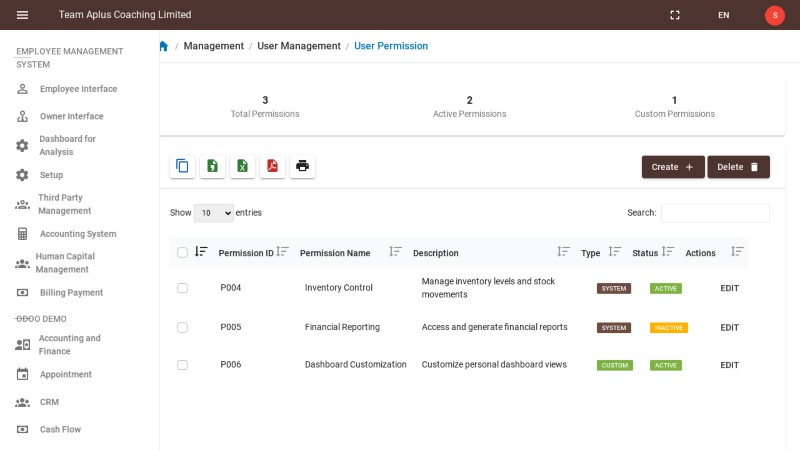 Team Aplus Coaching Limited
EN
S
EMPLOYEE MANAGEMENT
SYSTEM
Employee Interface
Owner Interface
Dashboard for
Analysis
Setup
Third Party
Management
Accounting System
Human Capital
Management
Billing Payment
ODOO DEMO
Accounting and
Finance
Appointment
CRM
Cash Flow
/ Management / User Management / User Permission
3
Total Permissions
2
Active Permissions
1
Custom Permissions
Create +
Delete
Show 10 entries
Search:
Permission ID Permission Name Description Type Status Actions
P004 Inventory Control Manage inventory levels and stock
movements SYSTEM ACTIVE EDIT
P005 Financial Reporting Access and generate financial reports SYSTEM INACTIVE EDIT
P006 Dashboard Customization Customize personal dashboard views CUSTOM ACTIVE EDIT